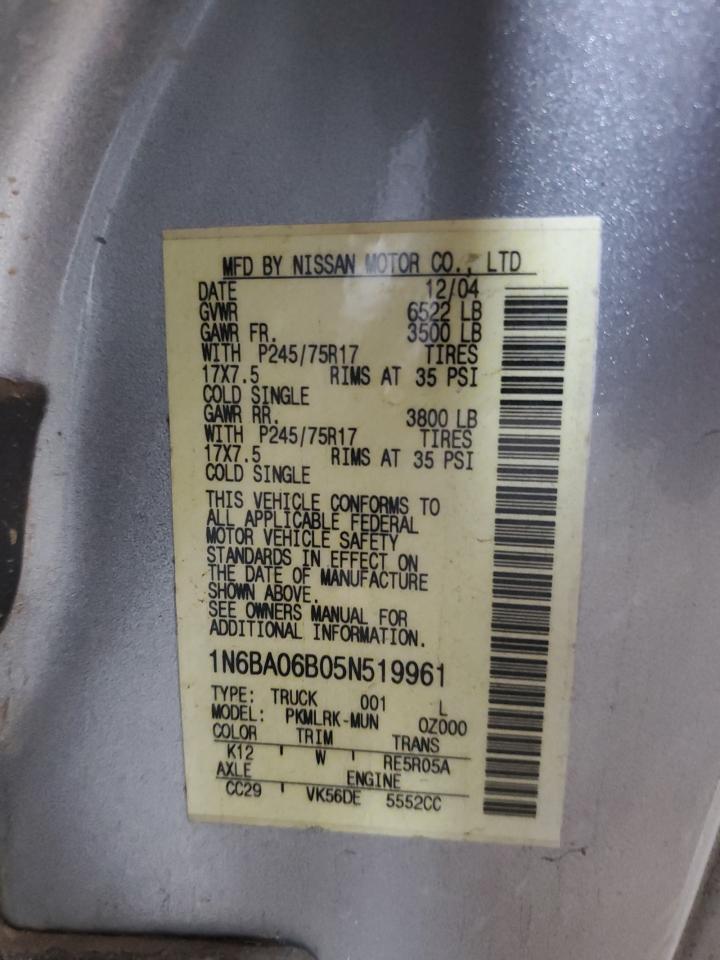 MFD BY NISSAN MOTOR CO., LTD
DATE 12/04
GVWR 6522 LB
GAWR FR. 3500 LB
WITH P245/75R17 TIRES
17X7.5 RIMS AT 35 PSI
COLD SINGLE
GAWR RR. 3800 LB
WITH P245/75R17 TIRES
17X7.5 RIMS AT 35 PSI
COLD SINGLE
THIS VEHICLE CONFORMS TO
ALL APPLICABLE FEDERAL
MOTOR VEHICLE SAFETY
STANDARDS IN EFFECT ON
THE DATE OF MANUFACTURE
SHOWN ABOVE.
SEE OWNERS MANUAL FOR
ADDITIONAL INFORMATION.
1N6BA06B05N519961
TYPE: TRUCK 001 L
MODEL: PKMLRK-MUN 0Z000
COLOR TRIM TRANS
K12 ' W ' RE5R05A
AXLE ENGINE
CC29 ' VK56DE 5552CC